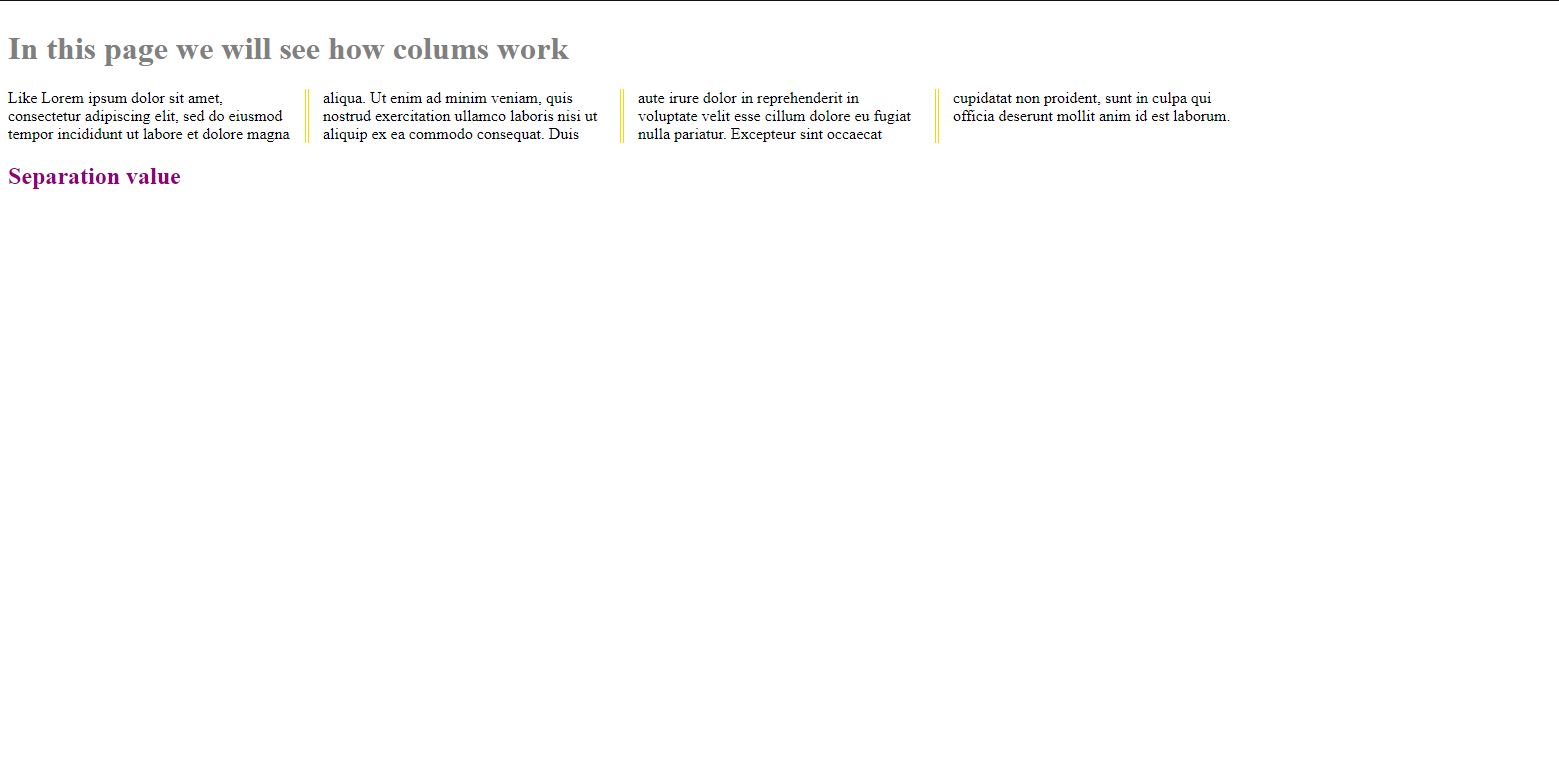 In this page we will see how colums work
Like Lorem ipsum dolor sit amet,
consectetur adipiscing elit, sed do eiusmod
tempor incididunt ut labore et dolore magna
aliqua. Ut enim ad minim veniam, quis
nostrud exercitation ullamco laboris nisi ut
aliquip ex ea commodo consequat. Duis
aute irure dolor in reprehenderit in
voluptate velit esse cillum dolore eu fugiat
nulla pariatur. Excepteur sint occaecat
cupidatat non proident, sunt in culpa qui
officia deserunt mollit anim id est laborum.
Separation value